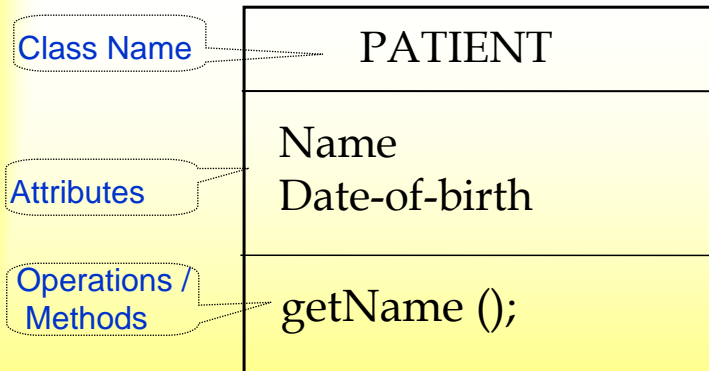 Class Name
PATIENT
Attributes
Name
Date-of-birth
Operations /
Methods
getName ();